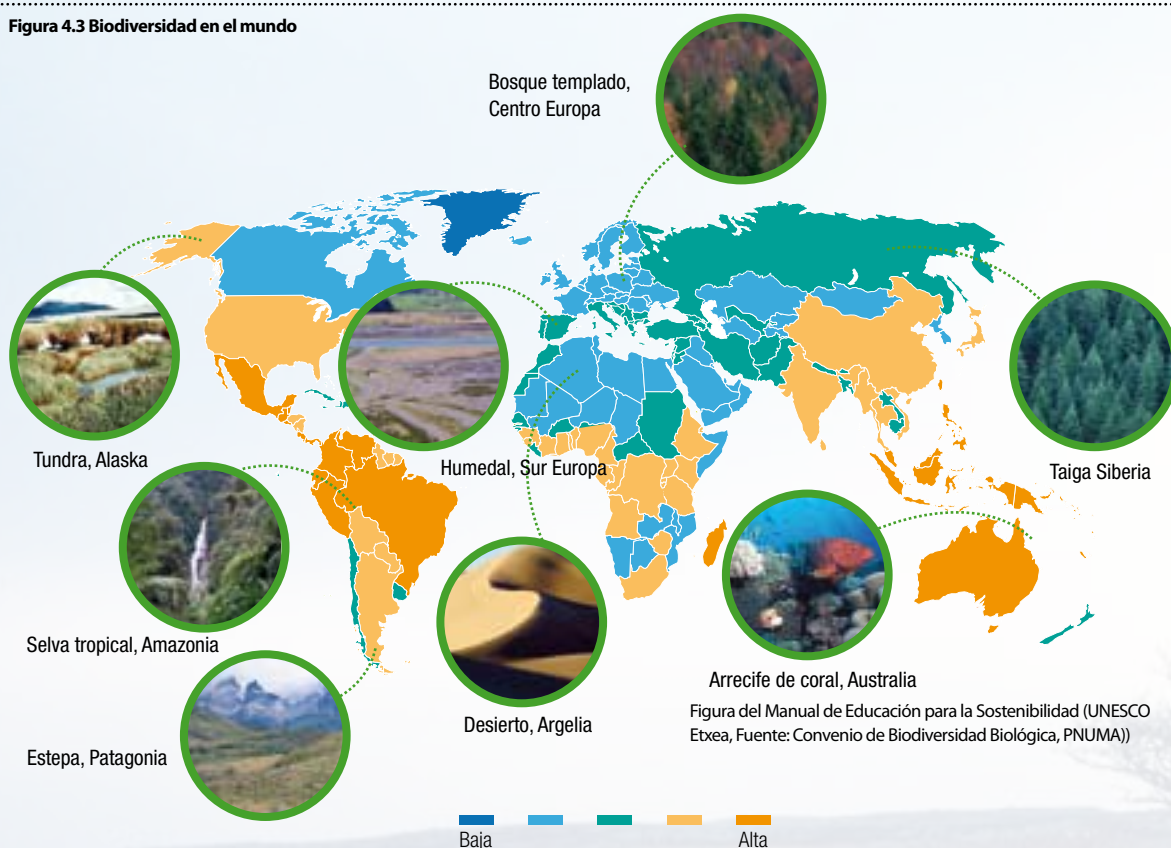 Figura 4.3 Biodiversidad en el mundo
Bosque templado,
Centro Europa
Tundra, Alaska
Humedal, Sur Europa
Taiga Siberia
Selva tropical, Amazonia
Desierto, Argelia
Arrecife de coral, Australia
Estepa, Patagonia
Figura del Manual de Educación para la Sostenibilidad (UNESCO
Etxea, Fuente: Convenio de Biodiversidad Biológica, PNUMA))
Baja
Alta